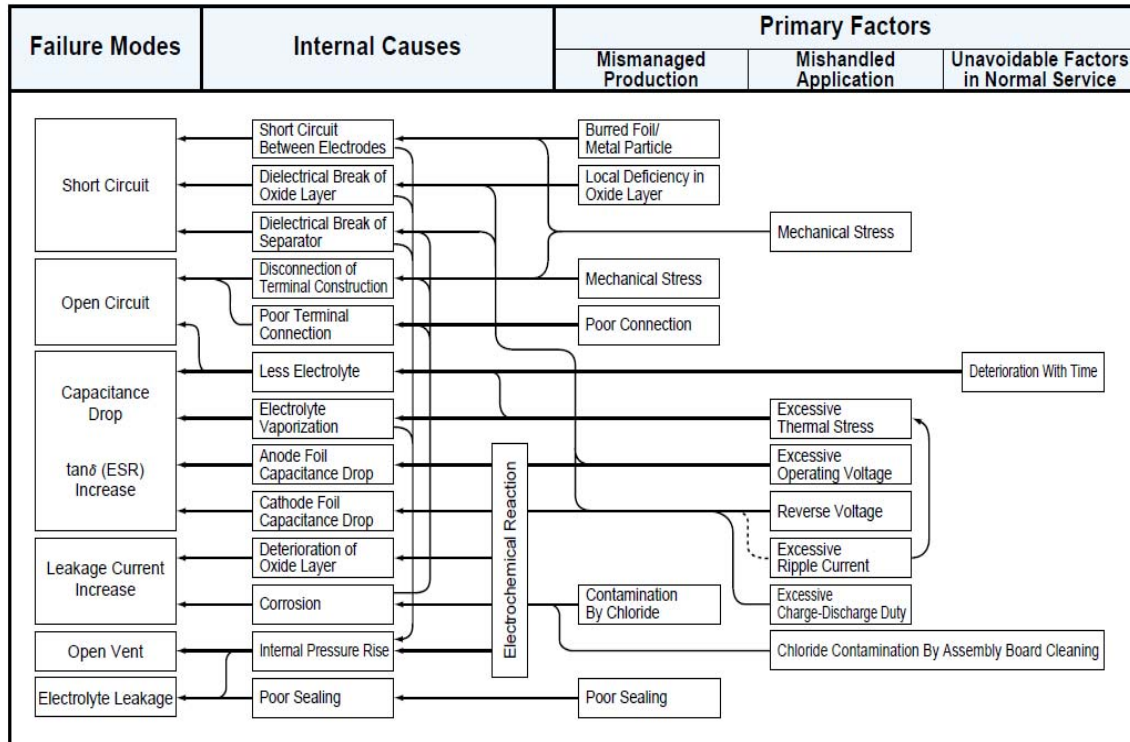 Failure Modes
Internal Causes
Primary Factors
Mismanaged
Production
Mishandled
Application
Unavoidable Factors
in Normal Service
Short Circuit
Open Circuit
Capacitance
Drop
tanδ (ESR)
Increase
Leakage Current
Increase
Open Vent
Electrolyte Leakage
Short Circuit
Between Electrodes
Dielectrical Break of
Oxide Layer
Dielectrical Break of
Separator
Disconnection of
Terminal Construction
Poor Terminal
Connection
Less Electrolyte
Electrolyte
Vaporization
Anode Foil
Capacitance Drop
Cathode Foil
Capacitance Drop
Deterioration of
Oxide Layer
Corrosion
Internal Pressure Rise
Poor Sealing
Electrochemical Reaction
Burred Foil/
Metal Particle
Local Deficiency in
Oxide Layer
Mechanical Stress
Poor Connection
Contamination
By Chloride
Poor Sealing
Mechanical Stress
Excessive
Thermal Stress
Excessive
Operating Voltage
Reverse Voltage
Excessive
Ripple Current
Excessive
Charge-Discharge Duty
Chloride Contamination By Assembly Board Cleaning
Deterioration With Time